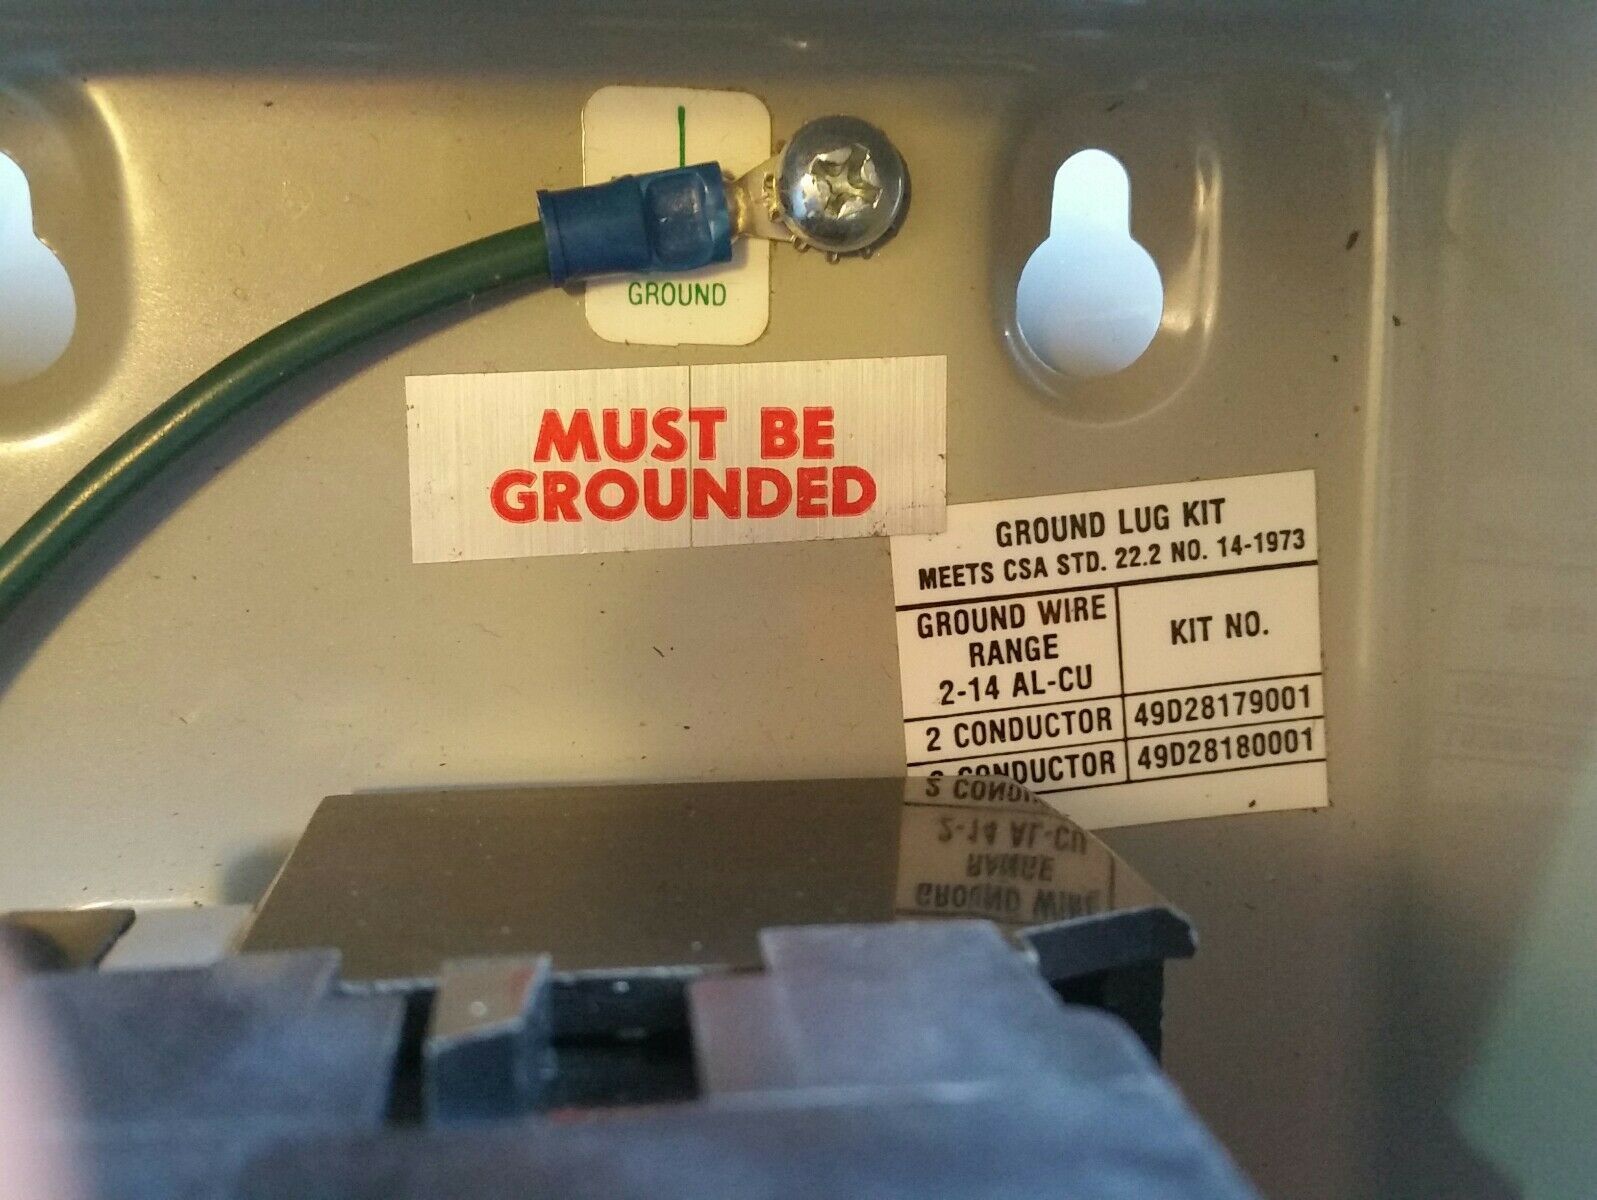 GROUND
MUST BE
GROUNDED
GROUND LUG KIT
MEETS CSA STD. 22.2 NO. 14-1973
GROUND WIRE
RANGE
2-14 AL-CU
KIT NO.
2 CONDUCTOR 49D28179001
CONDUCTOR 49D28180001